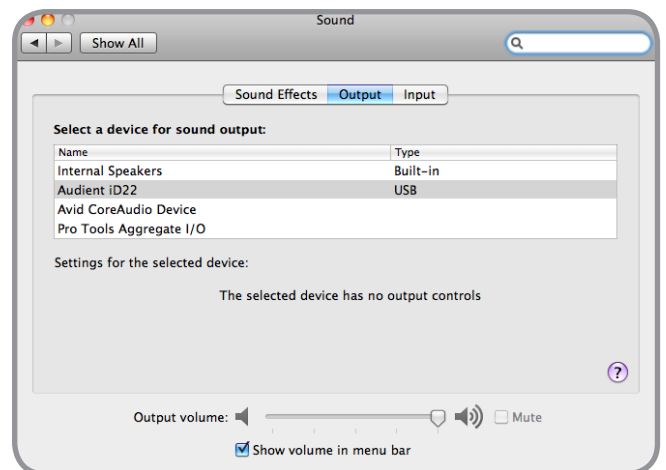 Sound
Show All
Sound Effects Output Input
Select a device for sound output:
Name Type
Internal Speakers Built-in
Audient iD22 USB
Avid CoreAudio Device
Pro Tools Aggregate I/O
Settings for the selected device:
The selected device has no output controls
?
Output volume: Mute
Show volume in menu bar